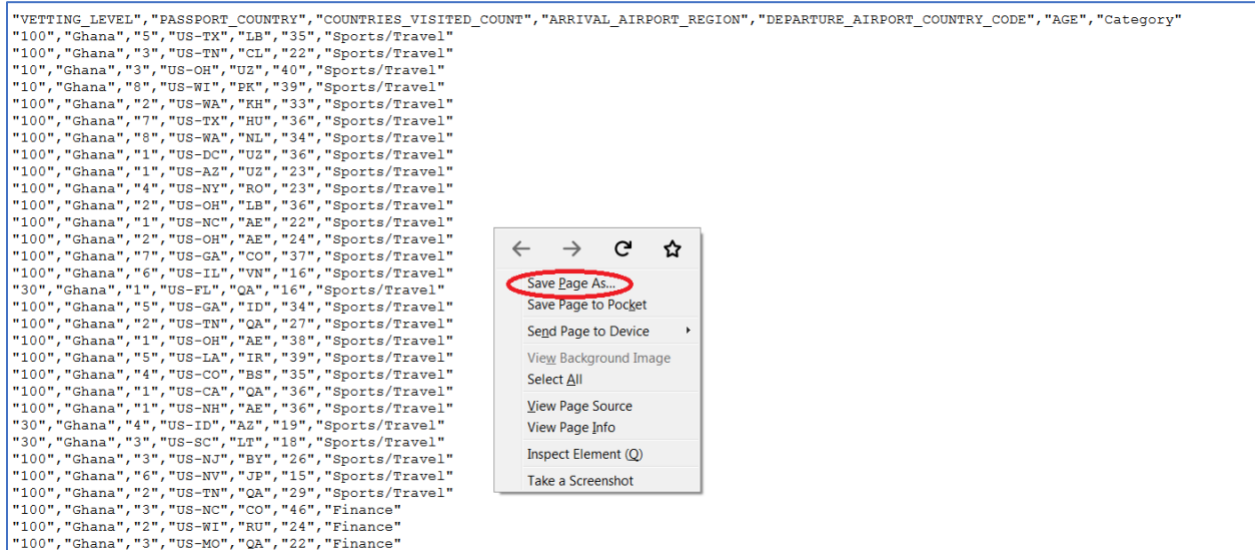 "VETTING_LEVEL","PASSPORT_COUNTRY","COUNTRIES_VISITED_COUNT","ARRIVAL_AIRPORT_REGION","DEPARTURE_AIRPORT_COUNTRY_CODE","AGE","Category"
"100","Ghana","5","US-TX","LB","35","Sports/Travel"
"100","Ghana","3","US-TN","CL","22","Sports/Travel"
"10","Ghana","3","US-OH","UZ","40","Sports/Travel"
"10","Ghana","8","US-WI","PK","39","Sports/Travel"
"100","Ghana","2","US-WA","KH","33","Sports/Travel"
"100","Ghana","7","US-TX","HU","36","Sports/Travel"
"100","Ghana","8","US-WA","NL","34","Sports/Travel"
"100","Ghana","1","US-DC","UZ","36","Sports/Travel"
"100","Ghana","1","US-AZ","UZ","23","Sports/Travel"
"100","Ghana","4","US-NY","RO","23","Sports/Travel"
"100","Ghana","2","US-OH","LB","36","Sports/Travel"
"100","Ghana","1","US-NC","AE","22","Sports/Travel"
"100","Ghana","2","US-OH","AE","24","Sports/Travel"
"100","Ghana","7","US-GA","CO","37","Sports/Travel"
"100","Ghana","6","US-IL","VN","16","Sports/Travel"
"30","Ghana","1","US-FL","QA","16","Sports/Travel"
"100","Ghana","5","US-GA","ID","34","Sports/Travel"
"100","Ghana","2","US-TN","QA","27","Sports/Travel"
"100","Ghana","1","US-OH","AE","38","Sports/Travel"
"100","Ghana","5","US-LA","IR","39","Sports/Travel"
"100","Ghana","4","US-CO","BS","35","Sports/Travel"
"100","Ghana","1","US-CA","QA","36","Sports/Travel"
"100","Ghana","1","US-NH","AE","36","Sports/Travel"
"30","Ghana","4","US-ID","AZ","19","Sports/Travel"
"30","Ghana","3","US-SC","LT","18","Sports/Travel"
"100","Ghana","3","US-NJ","BY","26","Sports/Travel"
"100","Ghana","6","US-NV","JP","15","Sports/Travel"
"100","Ghana","2","US-TN","QA","29","Sports/Travel"
"100","Ghana","3","US-NC","CO","46","Finance"
"100","Ghana","2","US-WI","RU","24","Finance"
"100","Ghana","3","US-MO","QA","22","Finance"
Save Page As...
Save Page to Pocket
Send Page to Device
View Background Image
Select All
View Page Source
View Page Info
Inspect Element (Q)
Take a Screenshot